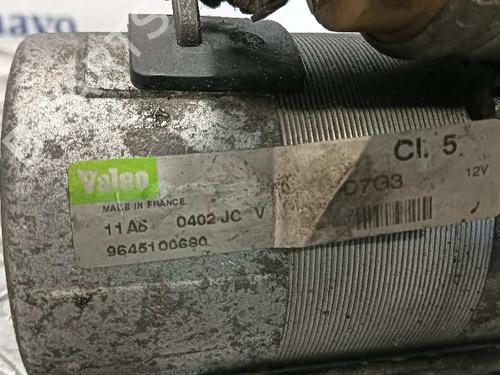 Valeo
MADE IN FRANCE
11A6 0402 JC V
9645100680
Cl. 5
D7G3 12V